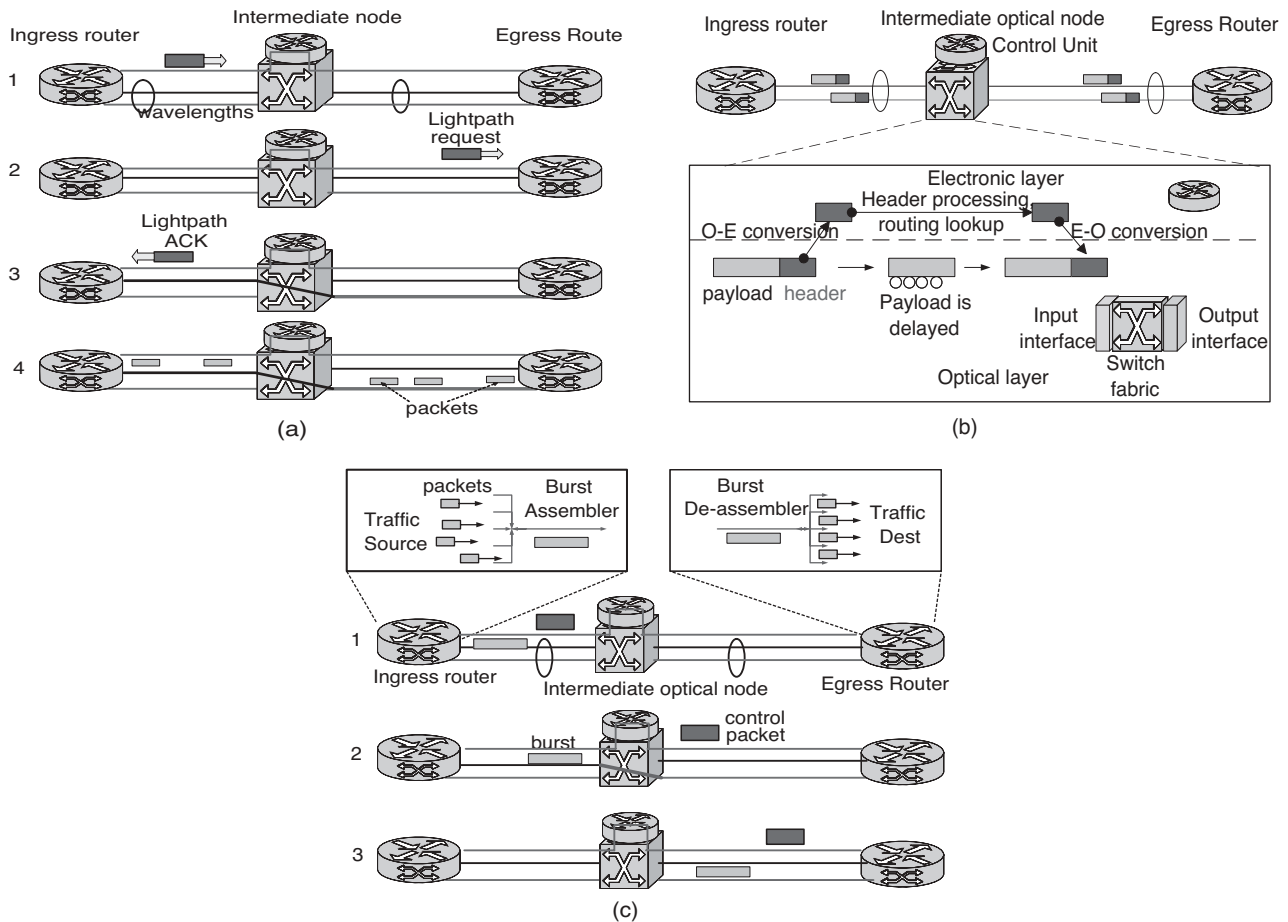 Intermediate node
Ingress router
Egress Route
1
wavelengths
Lightpath
request
2
Lightpath
ACK
3
4
packets
(a)
Intermediate optical node
Ingress router
Egress Router
Control Unit
Electronic layer
Header processing,
routing lookup
O-E conversion
E-O conversion
payload
header
Payload is
delayed
Input
interface
Output
interface
Switch
fabric
Optical layer
(b)
packets
Burst
Assembler
Traffic
Source
Burst
De-assembler
Traffic
Dest
1
Ingress router
Intermediate optical node
Egress Router
2
burst
control
packet
3
(c)